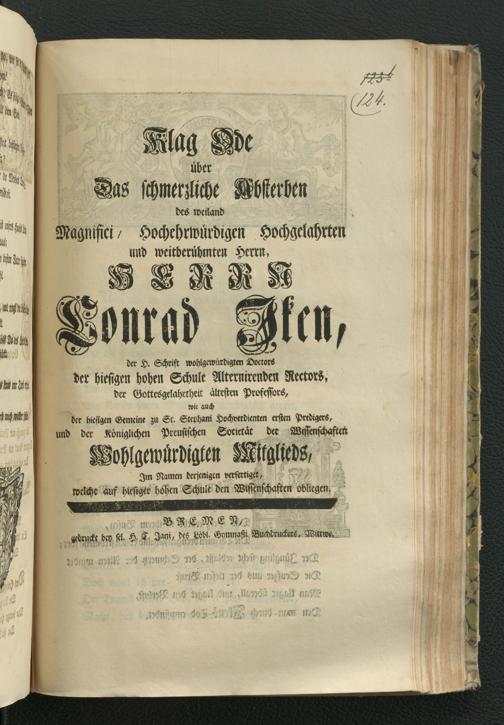 123 b
(124.
Klag Ode
über
Das schmerzliche Absterben
des weiland
Magnifici, Hochehrwürdigen Hochgelahrten
und weitberühmten Herrn,
HERRN
Conrad Iken,
der H. Schrift wohlgewürdigten Doctors
der hiesigen hohen Schule Alternirenden Rectors,
der Gottesgelahrtheit ältesten Professors,
wie auch
der hiesigen Gemeine zu St. Stephani Hochverdienten ersten Predigers,
und der Königlichen Preusischen Societät der Wissenschaften
Wohlgewürdigten Mitglieds,
Im Namen derjenigen verfertiget,
welche auf hiesiger hohen Schule den Wissenschaften obliegen.
BREMEN,
gedruckt bey sel. H. C. Jani, des Löbl. Gymnasii Buchdruckers, Wittwe.